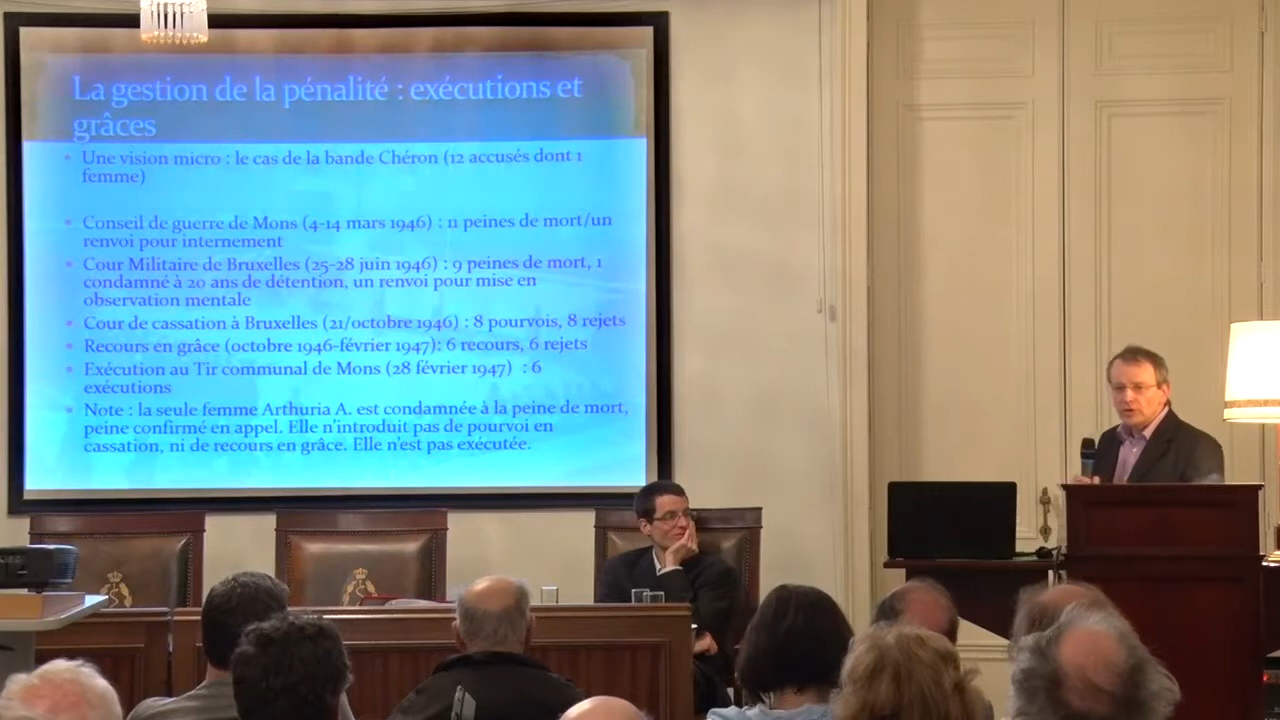 La gestion de la pénalité : exécutions et
grâces
Une vision micro : le cas de la bande Chéron (12 accusés dont 1
femme)
Conseil de guerre de Mons (4-14 mars 1946) : 11 peines de mort/un
renvoi pour internement
Cour Militaire de Bruxelles (25-28 juin 1946) : 9 peines de mort, 1
condamné à 20 ans de détention, un renvoi pour mise en
observation mentale
Cour de cassation à Bruxelles (21/octobre 1946) : 8 pourvois, 8 rejets
Recours en grâce (octobre 1946-février 1947): 6 recours, 6 rejets
Exécution au Tir communal de Mons (28 février 1947) : 6
exécutions
Note : la seule femme Arthuria A. est condamnée à la peine de mort,
peine confirmé en appel. Elle n'introduit pas de pourvoi en
cassation, ni de recours en grâce. Elle n'est pas exécutée.